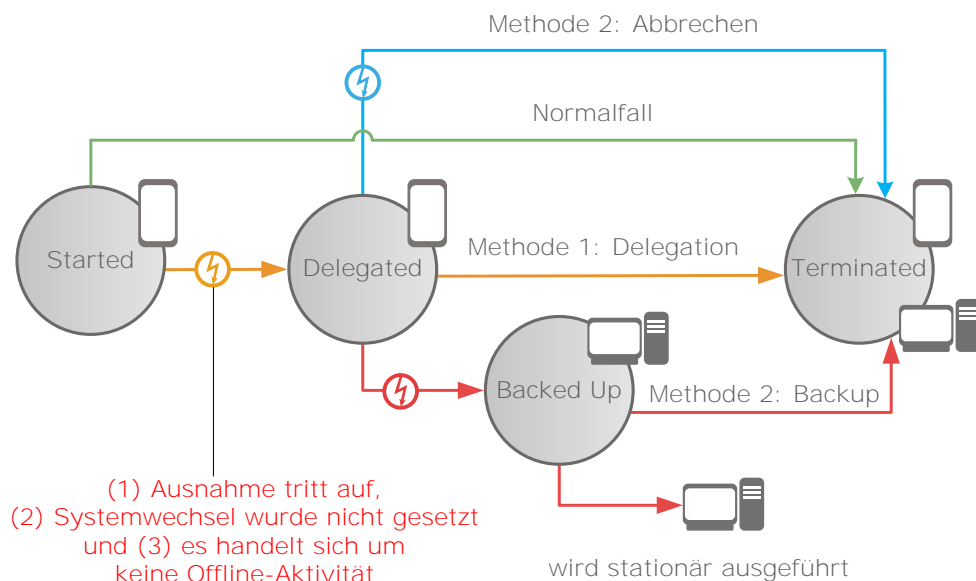 Methode 2: Abbrechen
Normalfall
Started
Delegated
Methode 1: Delegation
Terminated
Backed Up
Methode 2: Backup
(1) Ausnahme tritt auf,
(2) Systemwechsel wurde nicht gesetzt
und (3) es handelt sich um
keine Offline-Aktivität
wird stationär ausgeführt